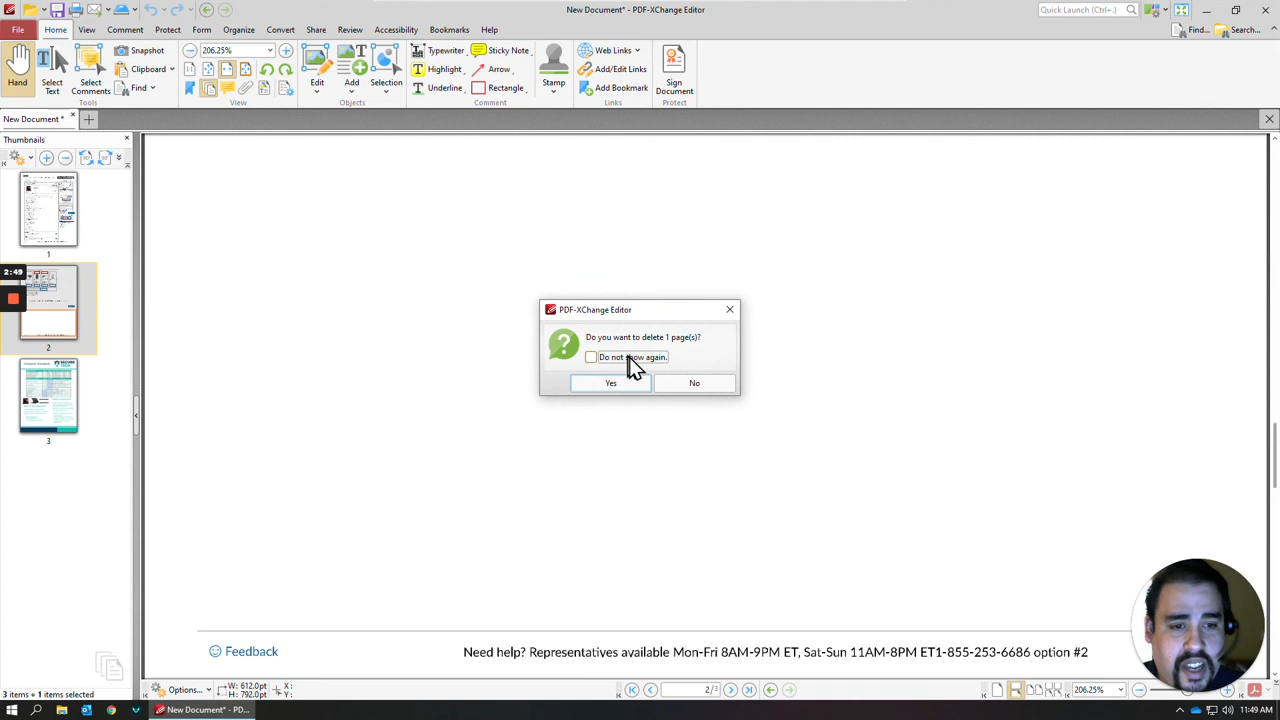 New Document* - PDF-XChange Editor
Quick Launch (Ctrl+.)
File Home View Comment Protect Form Organize Convert Share Review Accessibility Bookmarks Help
Find... Search...
Hand
Select Text
Select Comments
Snapshot
Clipboard
Find
Tools
206.25%
View
Edit
Add
Selection
Objects
Typewriter
Highlight
Underline
Sticky Note
Arrow
Rectangle
Comment
Stamp
Web Links
Add/Edit Links
Add Bookmark
Links
Sign Document
Protect
New Document *
Thumbnails
1
2:49
2
3
PDF-XChange Editor
Do you want to delete 1 page(s)?
Do not show again.
Yes No
Feedback Need help? Representatives available Mon-Fri 8AM-9PM ET, Sat-Sun 11AM-8PM ET1-855-253-6686 option #2
3 items • 1 items selected
Options...
W: 612.0pt
H: 792.0pt
X:
Y:
2/3
206.25%
New Document* - PD...
11:49 AM